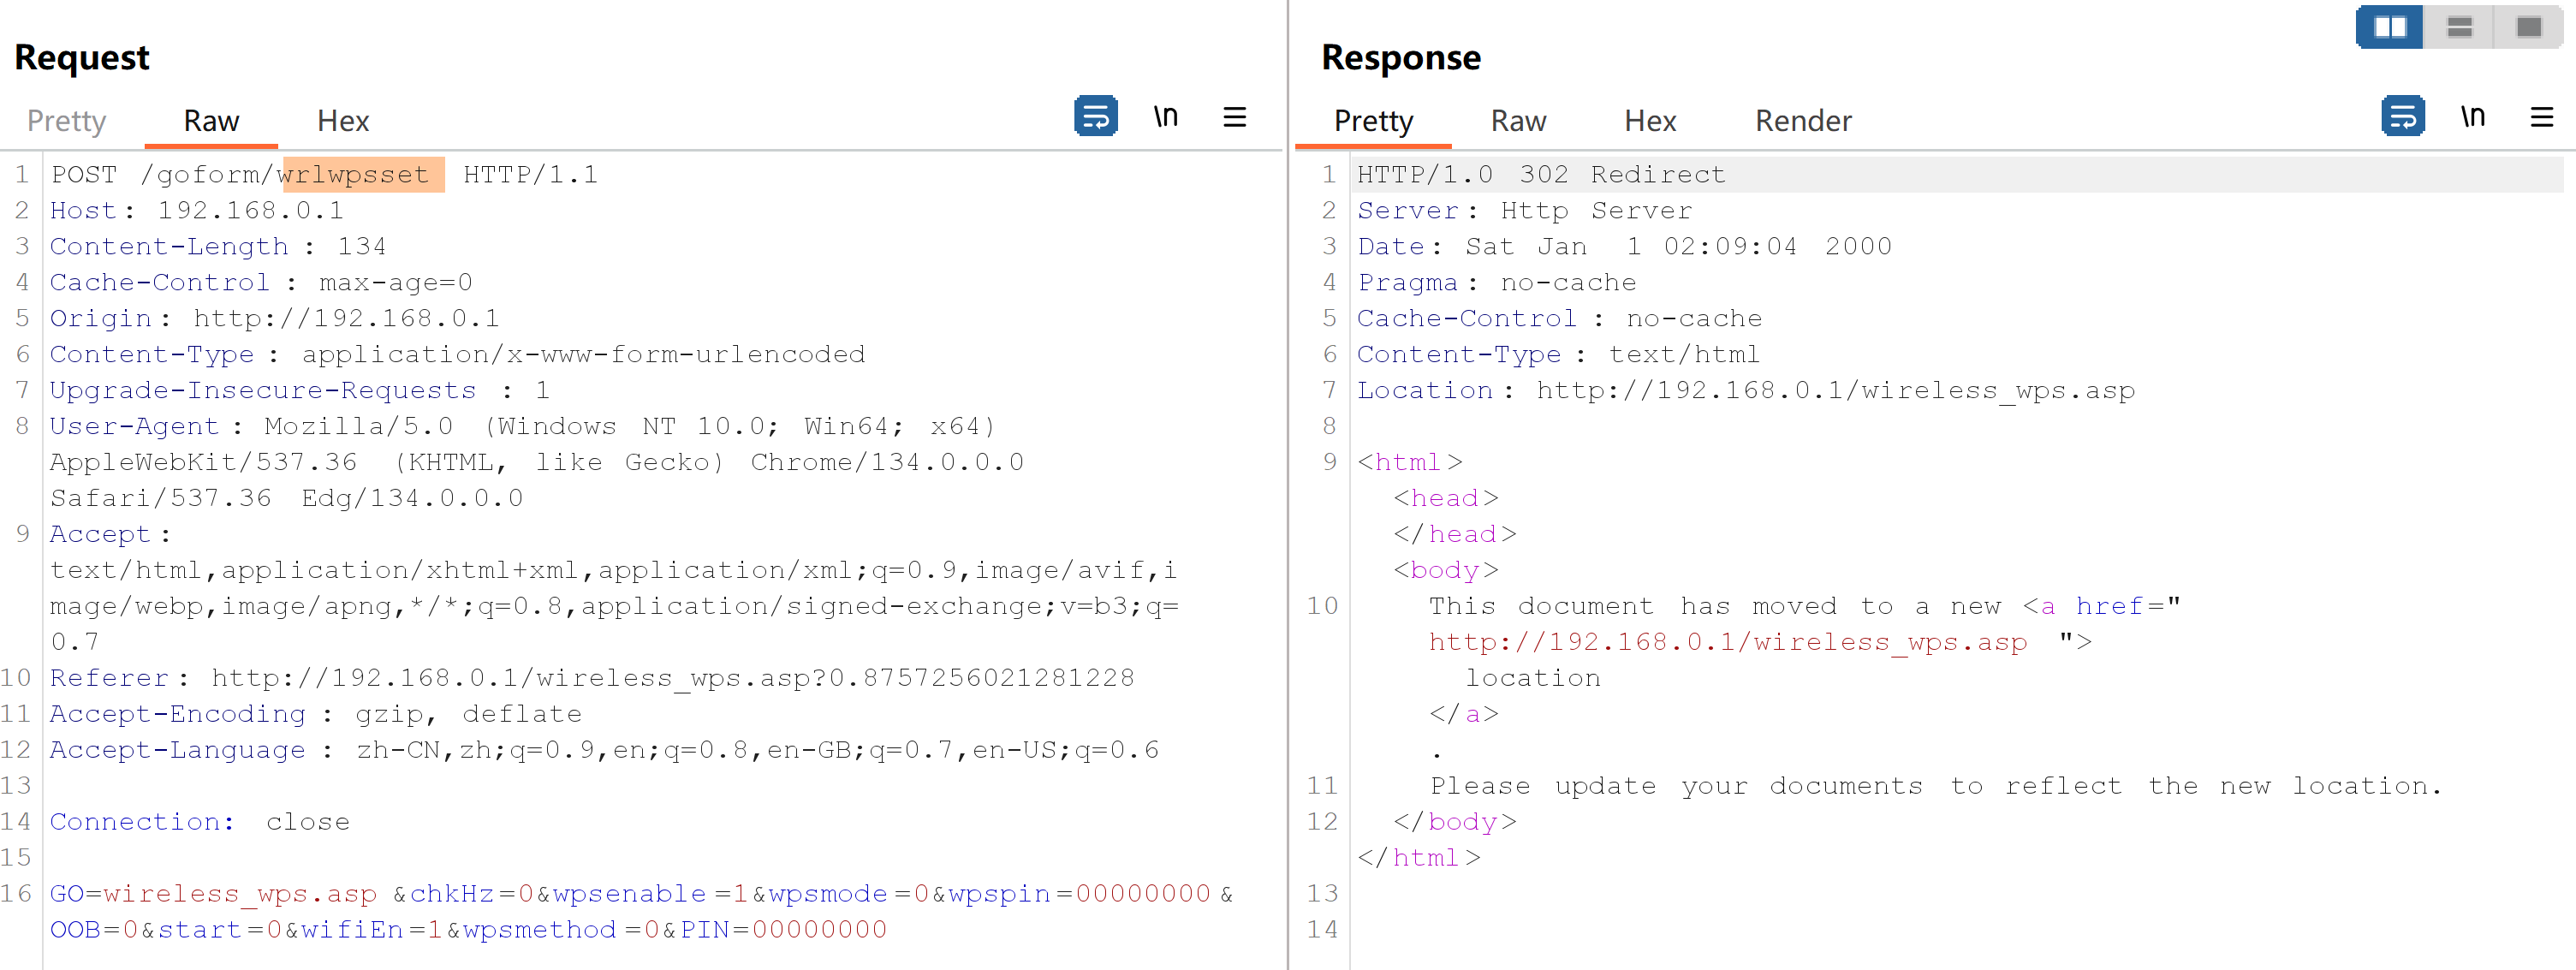 Request
Pretty Raw Hex \n
1 POST /goform/wrlwpsset HTTP/1.1
2 Host: 192.168.0.1
3 Content-Length : 134
4 Cache-Control : max-age=0
5 Origin: http://192.168.0.1
6 Content-Type : application/x-www-form-urlencoded
7 Upgrade-Insecure-Requests : 1
8 User-Agent : Mozilla/5.0 (Windows NT 10.0; Win64; x64)
AppleWebKit/537.36 (KHTML, like Gecko) Chrome/134.0.0.0
Safari/537.36 Edg/134.0.0.0
9 Accept :
text/html,application/xhtml+xml,application/xml;q=0.9,image/avif,i
mage/webp,image/apng,*/*;q=0.8,application/signed-exchange;v=b3;q=
0.7
10 Referer : http://192.168.0.1/wireless_wps.asp?0.8757256021281228
11 Accept-Encoding : gzip, deflate
12 Accept-Language : zh-CN,zh;q=0.9,en;q=0.8,en-GB;q=0.7,en-US;q=0.6
13
14 Connection: close
15
16 GO=wireless_wps.asp &chkHz=0&wpsenable =1&wpsmode =0&wpspin =00000000 &
OOB=0&start=0&wifiEn=1&wpsmethod =0&PIN=00000000
Response
Pretty Raw Hex Render \n
1 HTTP/1.0 302 Redirect
2 Server: Http Server
3 Date: Sat Jan 1 02:09:04 2000
4 Pragma: no-cache
5 Cache-Control : no-cache
6 Content-Type : text/html
7 Location : http://192.168.0.1/wireless_wps.asp
8
9 <html>
<head>
</head>
<body>
10 This document has moved to a new <a href="
http://192.168.0.1/wireless_wps.asp ">
location
</a>
.
11 Please update your documents to reflect the new location.
12 </body>
</html>
13
14